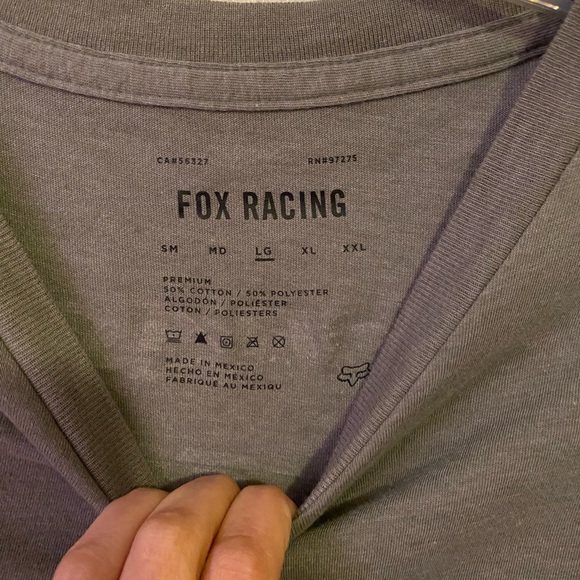 CA#56327 RN#97275
FOX RACING
SM MD LG XL XXL
PREMIUM
50% COTTON / 50% POLYESTER
ALGODÓN / POLIÉSTER
COTON / POLIESTERS
MADE IN MEXICO
HECHO EN MÉXICO
FABRIQUÉ AU MEXIQU